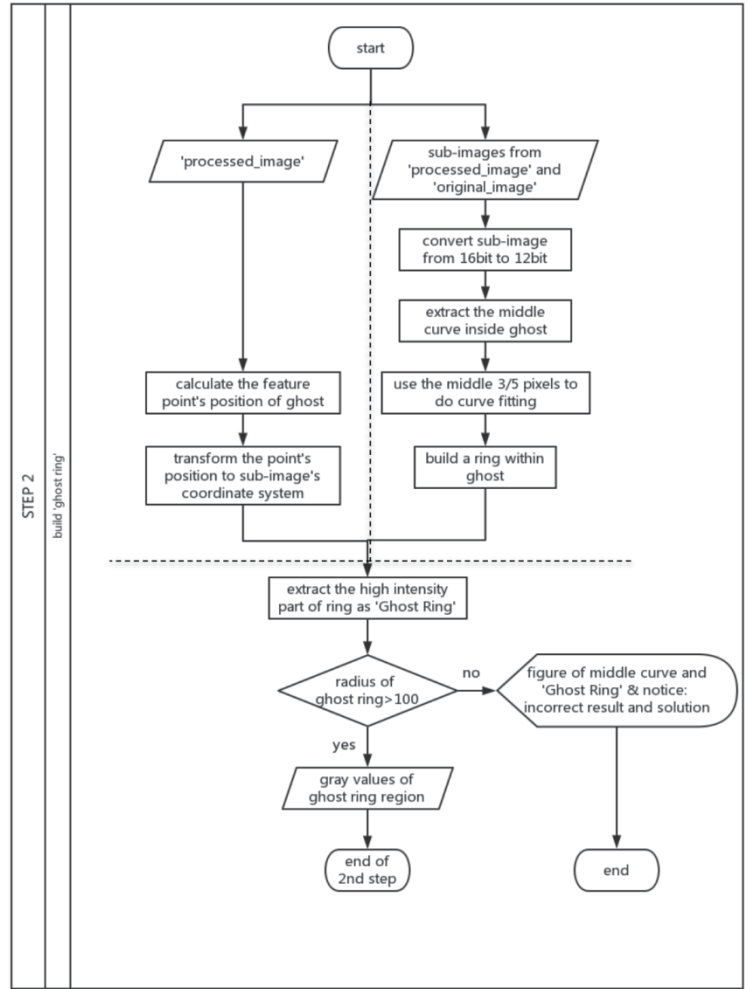 STEP 2
build 'ghost ring'
start
'processed_image'
sub-images from
'processed_image' and
'original_image'
convert sub-image
from 16bit to 12bit
extract the middle
curve inside ghost
calculate the feature
point's position of ghost
use the middle 3/5 pixels to
do curve fitting
transform the point's
position to sub-image's
coordinate system
build a ring within
ghost
extract the high intensity
part of ring as 'Ghost Ring'
radius of
ghost ring>100
no
figure of middle curve and
'Ghost Ring' & notice:
incorrect result and solution
yes
gray values of
ghost ring region
end of
2nd step
end